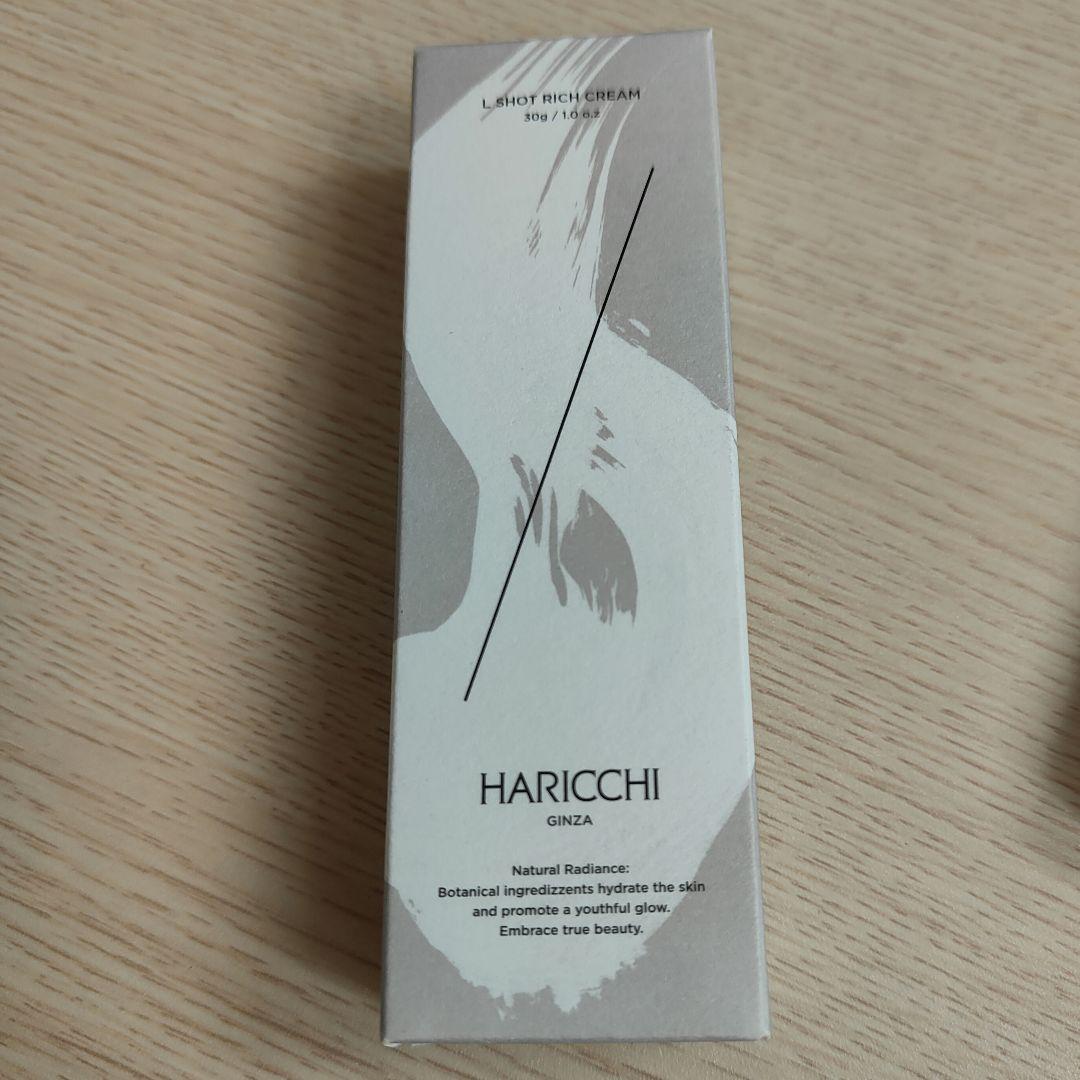 L SHOT RICH CREAM
30g / 1.0 o.z
HARICCHI
GINZA
Natural Radiance:
Botanical ingredizzents hydrate the skin
and promote a youthful glow.
Embrace true beauty.